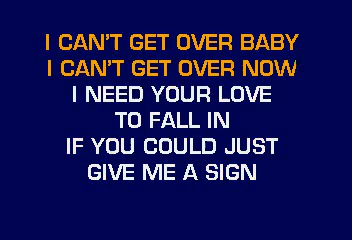 I CAN'T GET OVER BABY
I CAN'T GET OVER NOW
I NEED YOUR LOVE
TO FALL IN
IF YOU COULD JUST
GIVE ME A SIGN